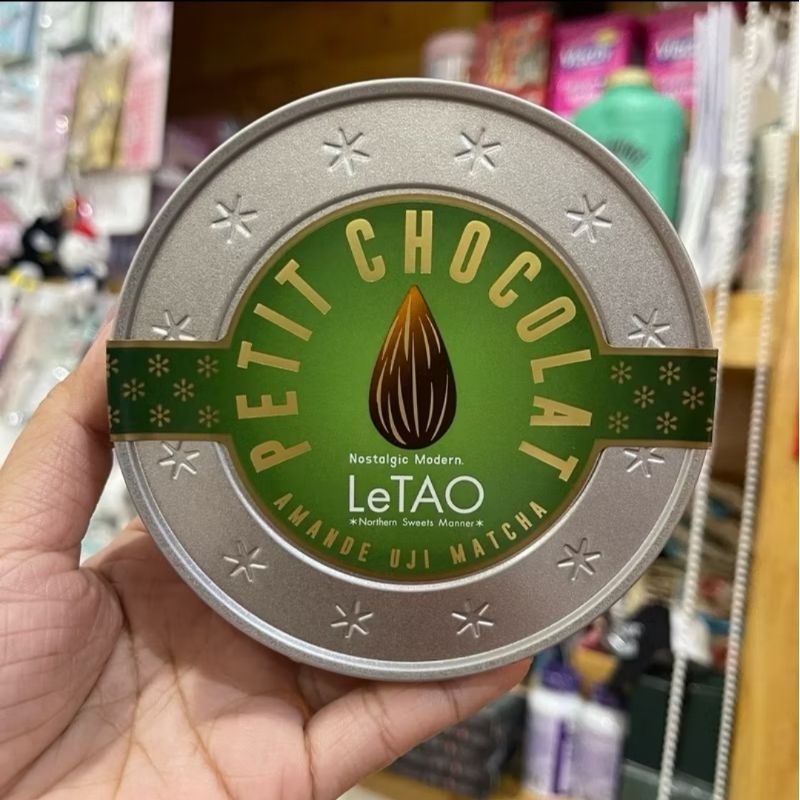 PETIT CHOCOLAT
Nostalgic Modern.
LeTAO
*Northern Sweets Manner*
AMANDE UJI MATCHA